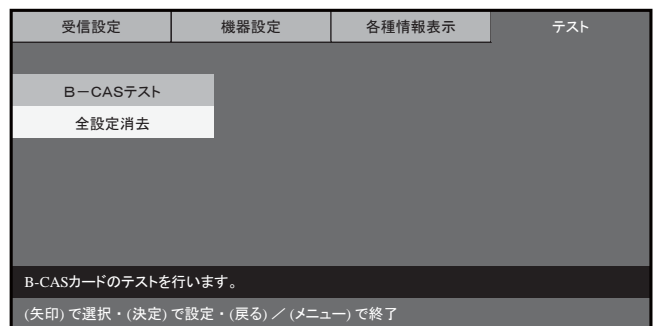 受信設定 機器設定 各種情報表示 テスト
B－CASテスト
全設定消去
B-CASカードのテストを行います。
(矢印) で選択・(決定) で設定・(戻る) ／ (メニュー) で終了